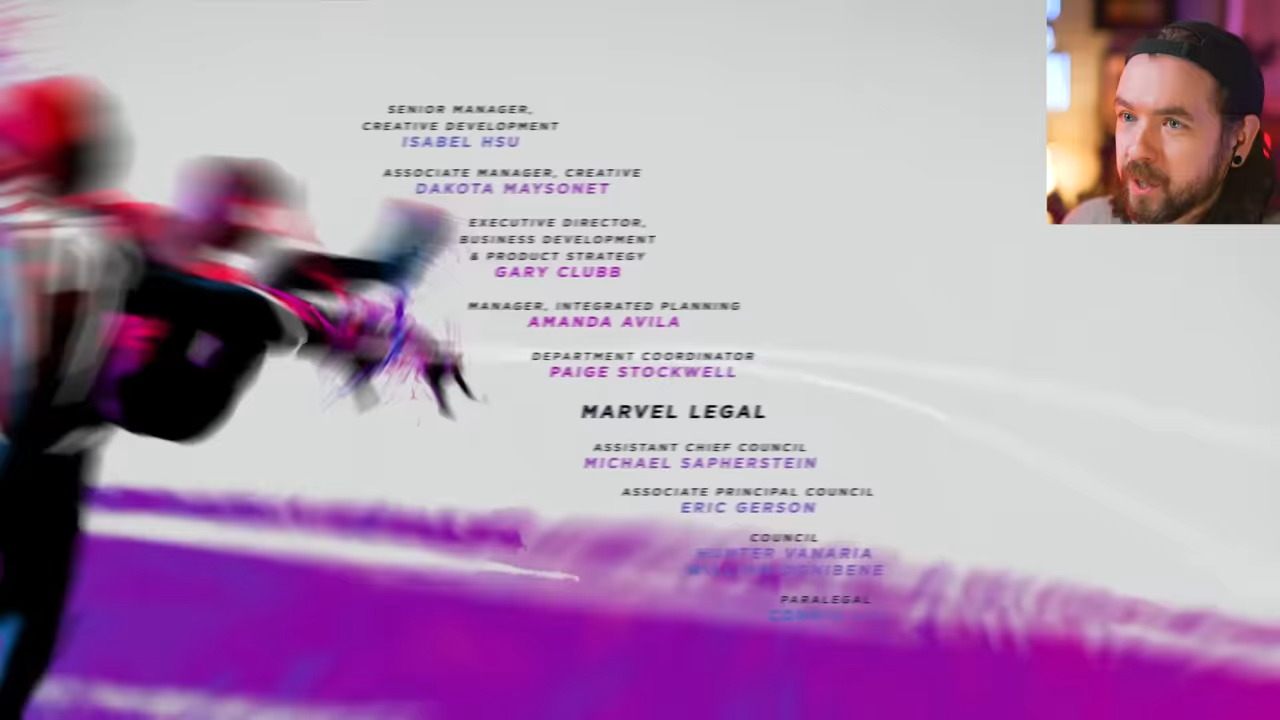 SENIOR MANAGER,
CREATIVE DEVELOPMENT
ISABEL HSU
ASSOCIATE MANAGER, CREATIVE
DAKOTA MAYSONET
EXECUTIVE DIRECTOR,
BUSINESS DEVELOPMENT
& PRODUCT STRATEGY
GARY CLUBB
MANAGER, INTEGRATED PLANNING
AMANDA AVILA
DEPARTMENT COORDINATOR
PAIGE STOCKWELL
MARVEL LEGAL
ASSISTANT CHIEF COUNCIL
MICHAEL SAPHERSTEIN
ASSOCIATE PRINCIPAL COUNCIL
ERIC GERSON
COUNCIL
HUNTER VANARIA
PARALEGAL